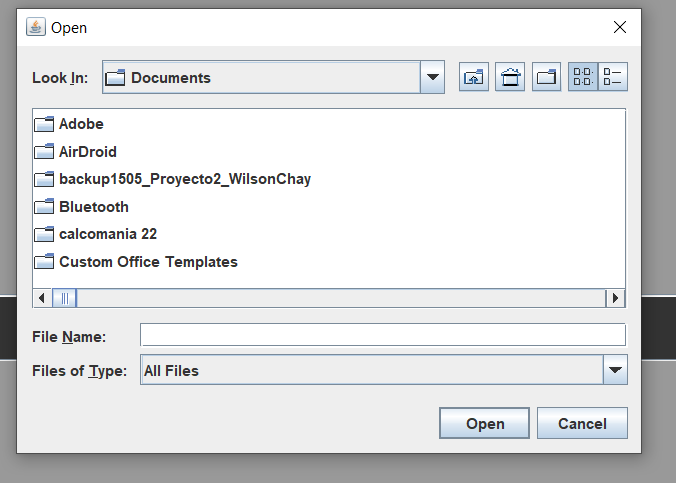 Open
Look In: Documents
Adobe
AirDroid
backup1505_Proyecto2_WilsonChay
Bluetooth
calcomania 22
Custom Office Templates
File Name:
Files of Type: All Files
Open Cancel